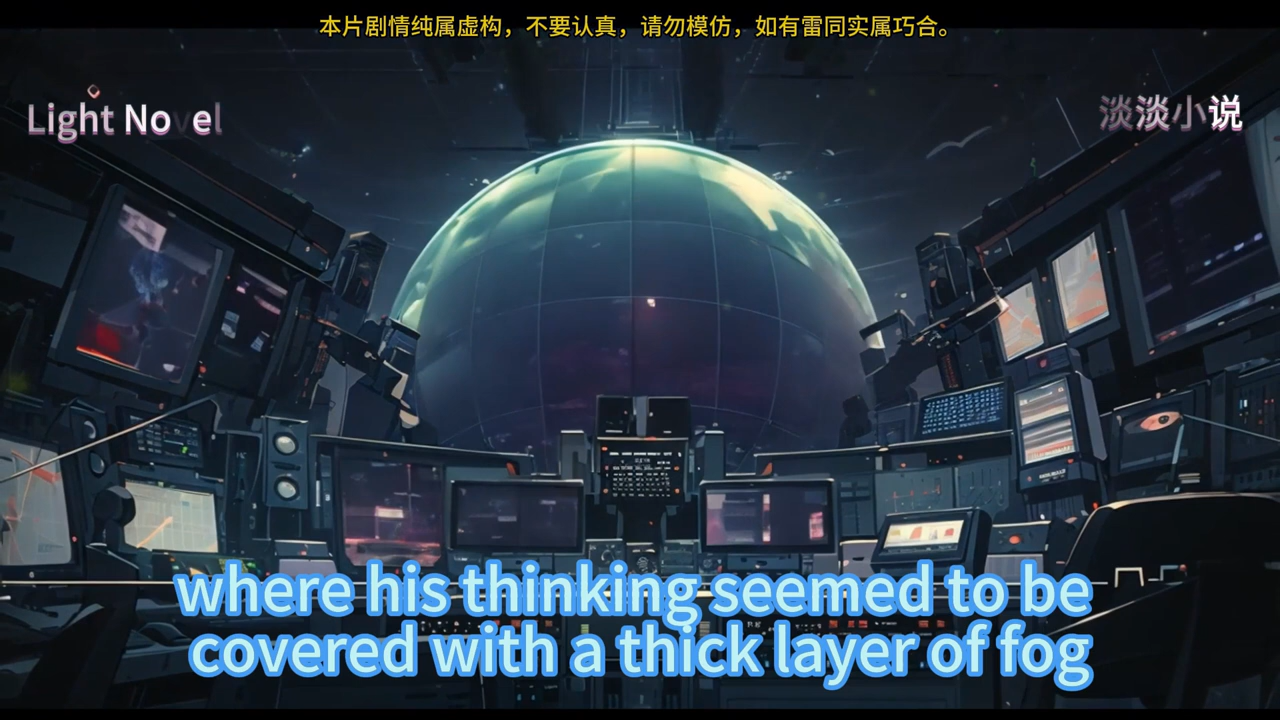 本片剧情纯属虚构，不要认真，请勿模仿，如有雷同实属巧合。
Light Novel
淡淡小说
where his thinking seemed to be
covered with a thick layer of fog